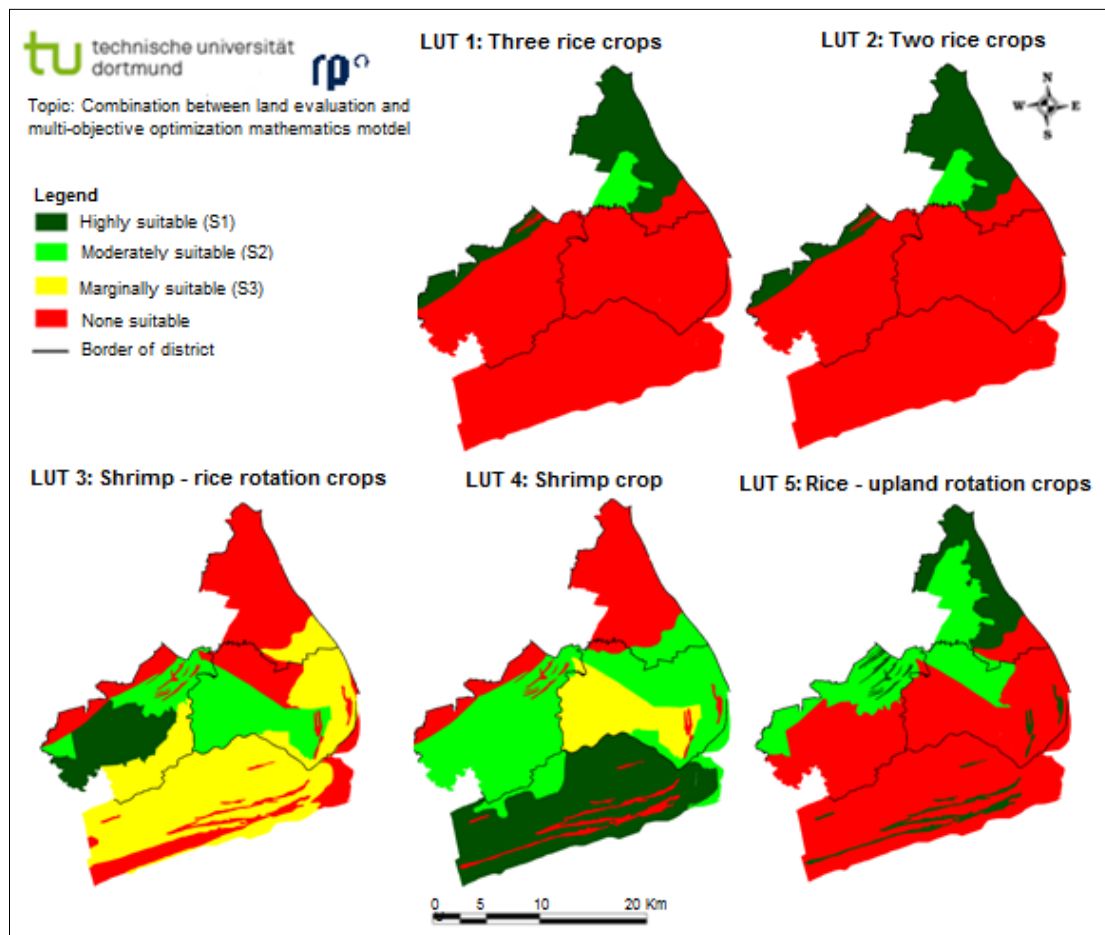 tu technische universität
dortmund
rp
Topic: Combination between land evaluation and
multi-objective optimization mathematics motdel
Legend
Highly suitable (S1)
Moderately suitable (S2)
Marginally suitable (S3)
None suitable
Border of district
LUT 1: Three rice crops
LUT 2: Two rice crops
N
W E
S
LUT 3: Shrimp - rice rotation crops
LUT 4: Shrimp crop
LUT 5: Rice - upland rotation crops
0 5 10 20 Km